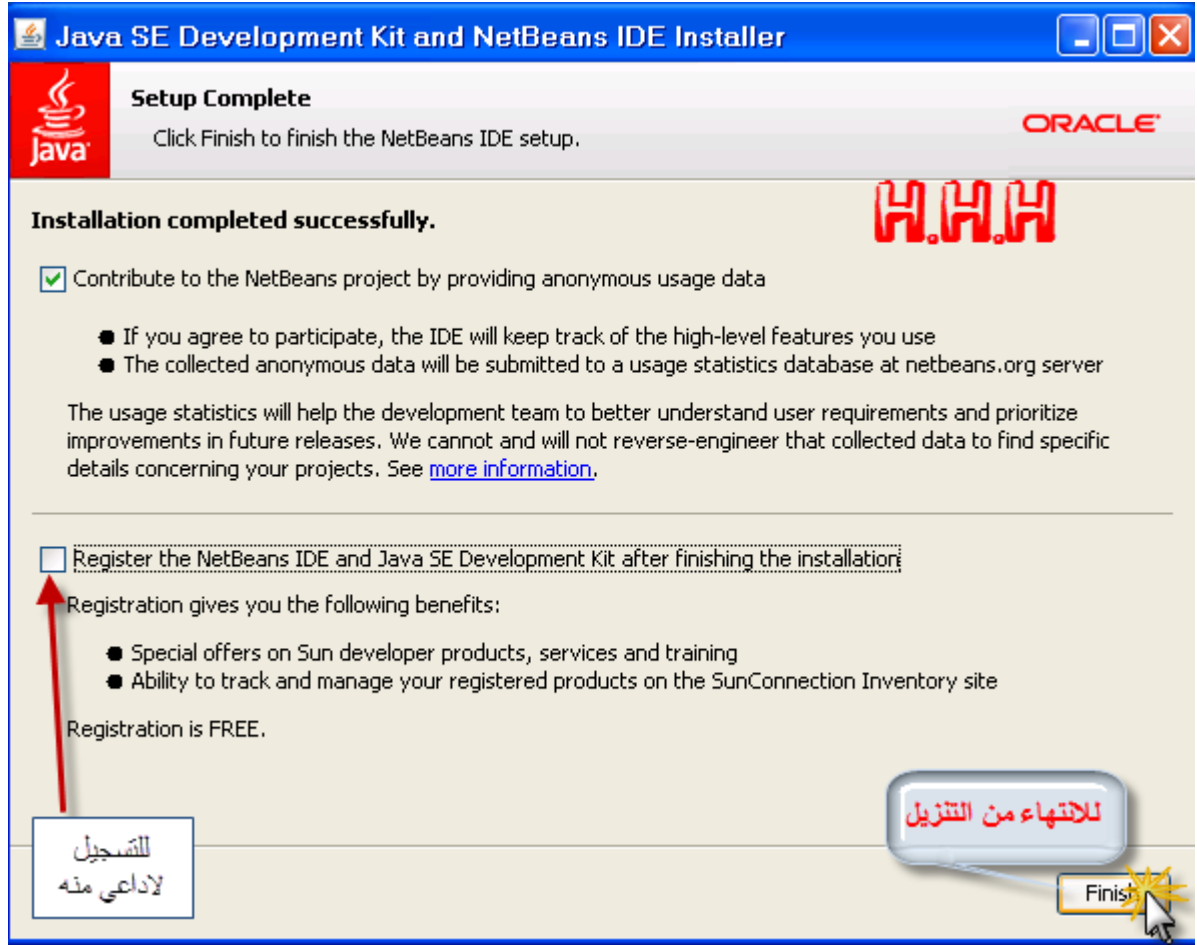 Java SE Development Kit and NetBeans IDE Installer
Java
Setup Complete
Click Finish to finish the NetBeans IDE setup.
ORACLE
H.H.H
Installation completed successfully.
Contribute to the NetBeans project by providing anonymous usage data
If you agree to participate, the IDE will keep track of the high-level features you use
The collected anonymous data will be submitted to a usage statistics database at netbeans.org server
The usage statistics will help the development team to better understand user requirements and prioritize
improvements in future releases. We cannot and will not reverse-engineer that collected data to find specific
details concerning your projects. See more information.
Register the NetBeans IDE and Java SE Development Kit after finishing the installation
Registration gives you the following benefits:
Special offers on Sun developer products, services and training
Ability to track and manage your registered products on the SunConnection Inventory site
Registration is FREE.
للانتهاء من التنزيل
للتسجيل
لاداعي منه
Finish